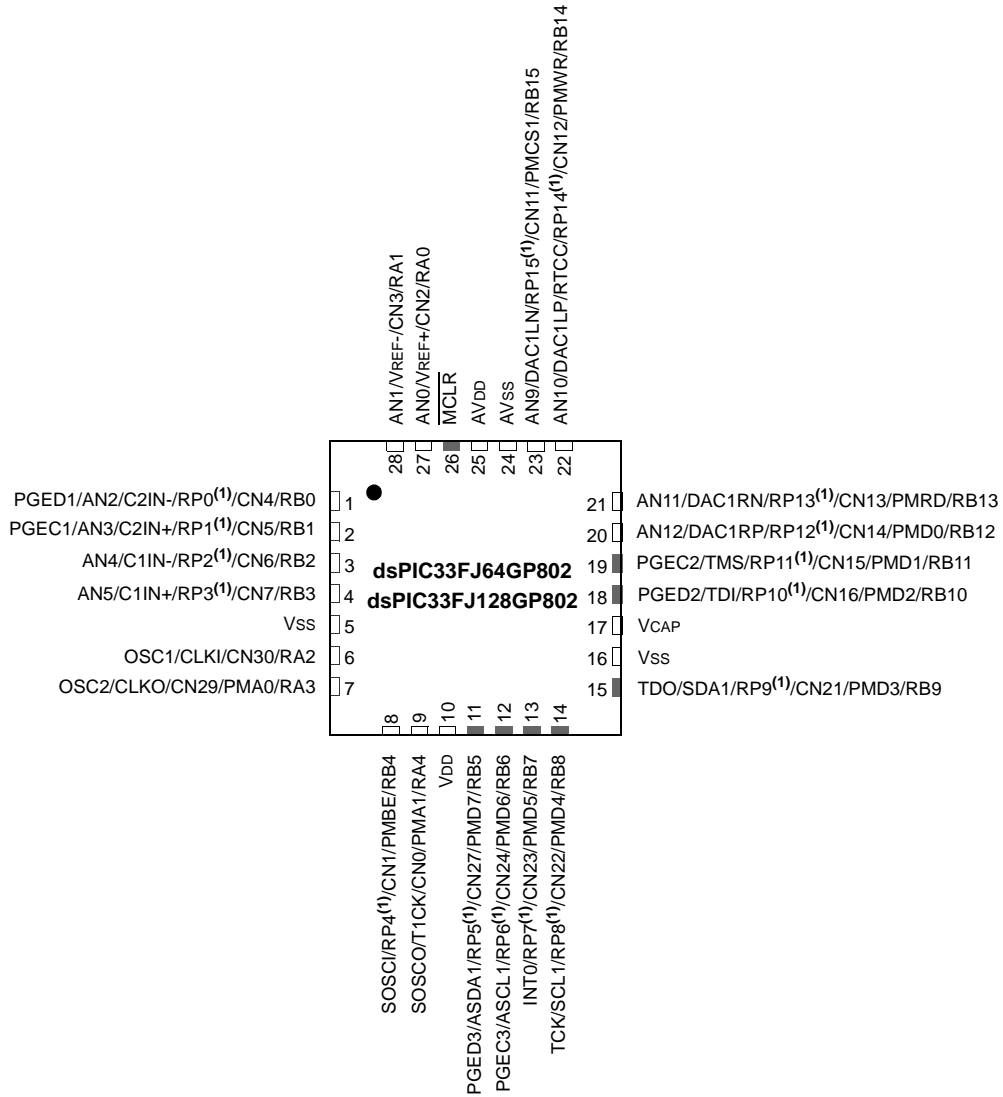 AN1/VREF-/CN3/RA1
AN0/VREF+/CN2/RA0
MCLR
AVDD
AVSS
AN9/DAC1LN/RP15(1)/CN11/PMCS1/RB15
AN10/DAC1LP/RTCC/RP14(1)/CN12/PMWR/RB14
28 27 26 25 24 23 22
PGED1/AN2/C2IN-/RP0(1)/CN4/RB0 1
PGEC1/AN3/C2IN+/RP1(1)/CN5/RB1 2
AN4/C1IN-/RP2(1)/CN6/RB2 3
AN5/C1IN+/RP3(1)/CN7/RB3 4
VSS 5
OSC1/CLKI/CN30/RA2 6
OSC2/CLKO/CN29/PMA0/RA3 7
dsPIC33FJ64GP802
dsPIC33FJ128GP802
21 AN11/DAC1RN/RP13(1)/CN13/PMRD/RB13
20 AN12/DAC1RP/RP12(1)/CN14/PMD0/RB12
19 PGEC2/TMS/RP11(1)/CN15/PMD1/RB11
18 PGED2/TDI/RP10(1)/CN16/PMD2/RB10
17 VCAP
16 VSS
15 TDO/SDA1/RP9(1)/CN21/PMD3/RB9
8 9 10 11 12 13 14
SOSCI/RP4(1)/CN1/PMBE/RB4
SOSCO/T1CK/CN0/PMA1/RA4
VDD
PGED3/ASDA1/RP5(1)/CN27/PMD7/RB5
PGEC3/ASCL1/RP6(1)/CN24/PMD6/RB6
INT0/RP7(1)/CN23/PMD5/RB7
TCK/SCL1/RP8(1)/CN22/PMD4/RB8